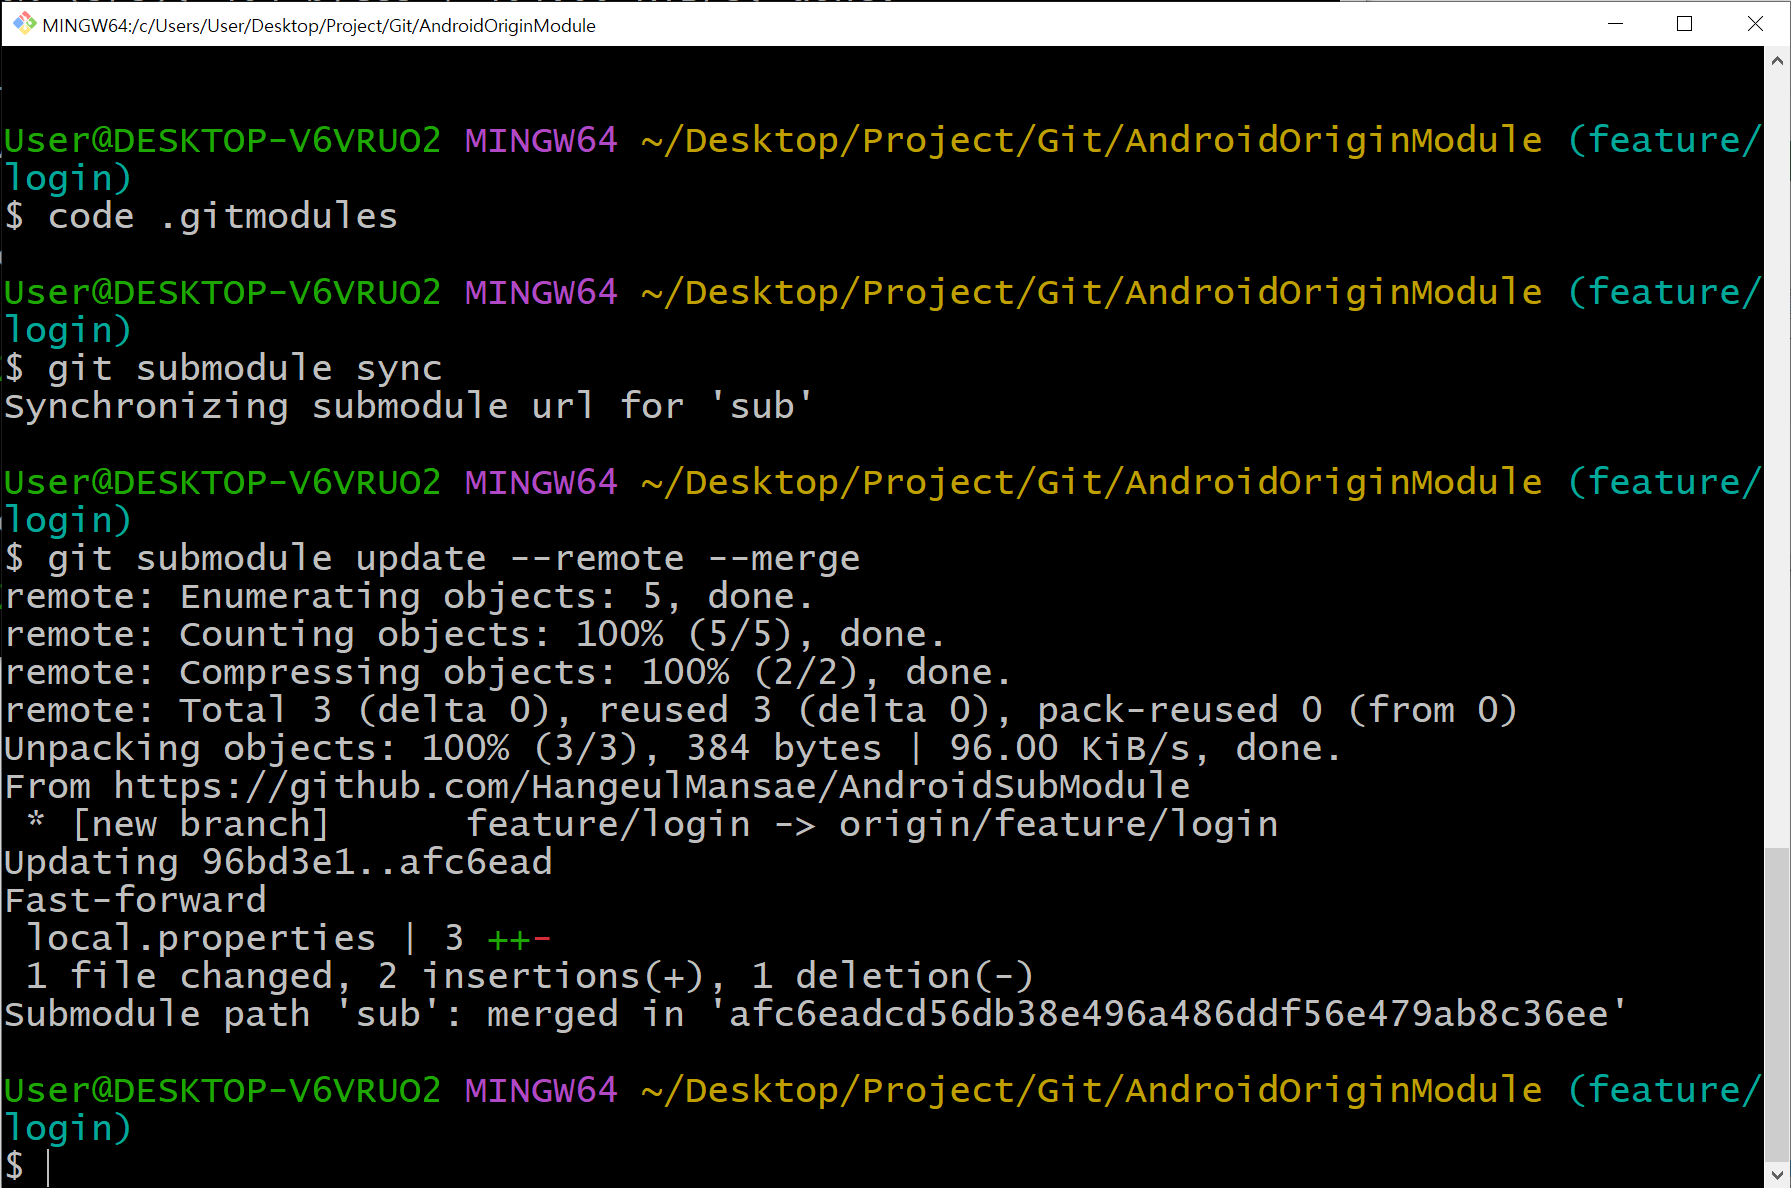 MINGW64:/c/Users/User/Desktop/Project/Git/AndroidOriginModule
User@DESKTOP-V6VRUO2 MINGW64 ~/Desktop/Project/Git/AndroidOriginModule (feature/
login)
$ code .gitmodules
User@DESKTOP-V6VRUO2 MINGW64 ~/Desktop/Project/Git/AndroidOriginModule (feature/
login)
$ git submodule sync
Synchronizing submodule url for 'sub'
User@DESKTOP-V6VRUO2 MINGW64 ~/Desktop/Project/Git/AndroidOriginModule (feature/
login)
$ git submodule update --remote --merge
remote: Enumerating objects: 5, done.
remote: Counting objects: 100% (5/5), done.
remote: Compressing objects: 100% (2/2), done.
remote: Total 3 (delta 0), reused 3 (delta 0), pack-reused 0 (from 0)
Unpacking objects: 100% (3/3), 384 bytes | 96.00 KiB/s, done.
From https://github.com/HangeulMansae/AndroidSubModule
 * [new branch]      feature/login -> origin/feature/login
Updating 96bd3e1..afc6ead
Fast-forward
 local.properties | 3 ++-
 1 file changed, 2 insertions(+), 1 deletion(-)
Submodule path 'sub': merged in 'afc6eadcd56db38e496a486ddf56e479ab8c36ee'
User@DESKTOP-V6VRUO2 MINGW64 ~/Desktop/Project/Git/AndroidOriginModule (feature/
login)
$